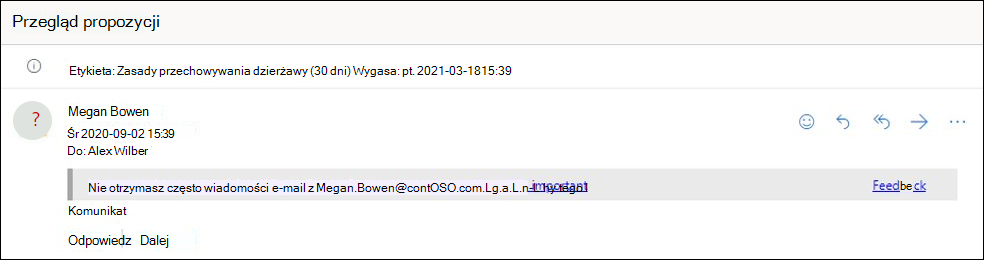 Przegląd propozycji
Etykieta: Zasady przechowywania dzierżawy (30 dni) Wygasa: pt. 2021-03-1815:39
?
Megan Bowen
Śr 2020-09-02 15:39
Do: Alex Wilber
Nie otrzymasz często wiadomości e-mail z Megan.Bowen@contOSO.com.Lg.a.L.n important Feedbe.ck
Komunikat
Odpowiedz Dalej